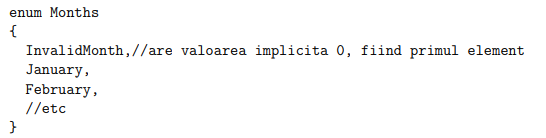 enum Months
{
InvalidMonth,//are valoarea implicita 0, fiind primul element
January,
February,
//etc
}